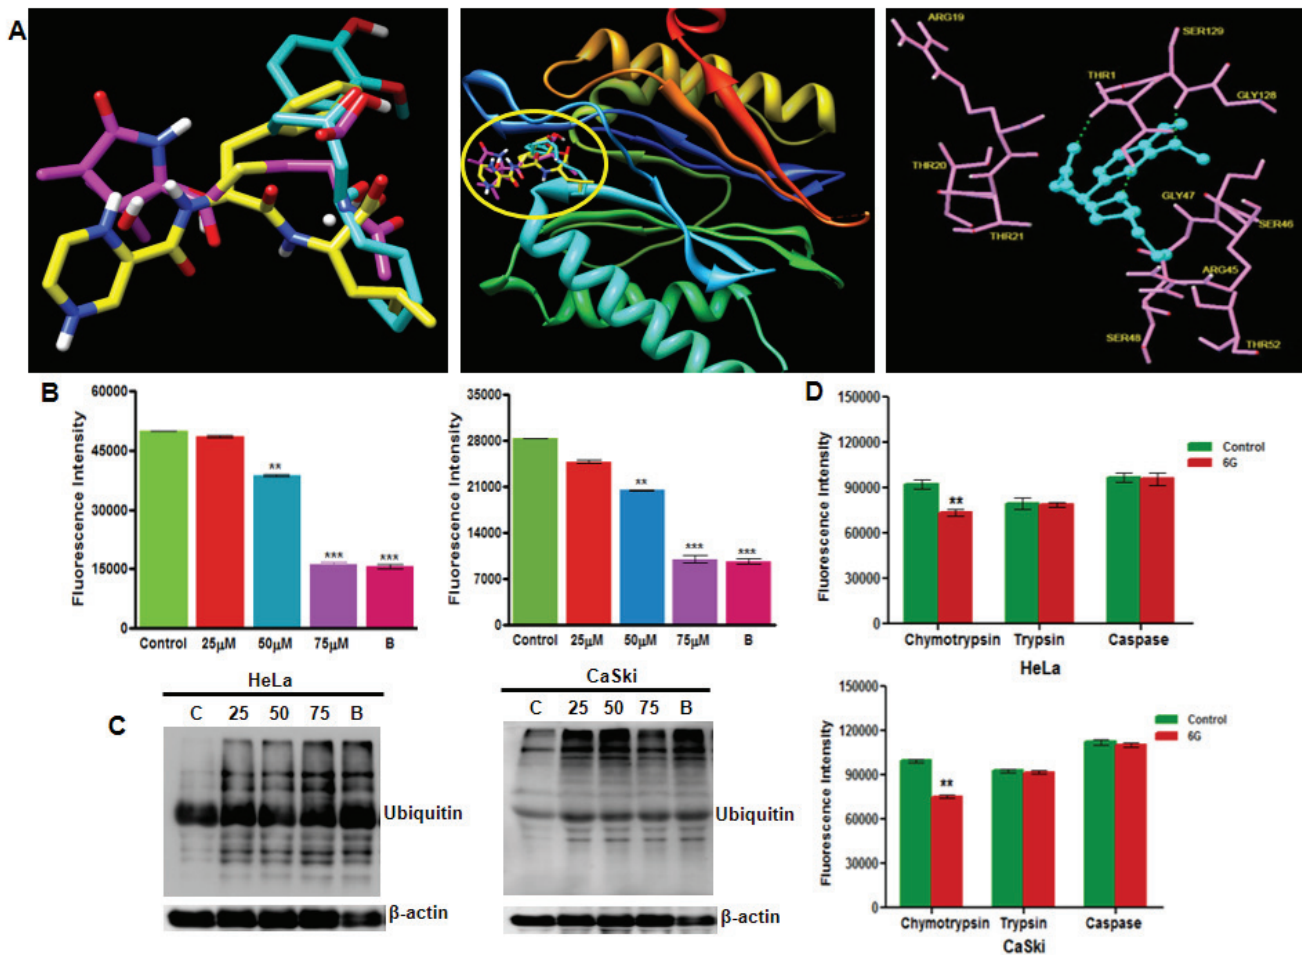 A
ARG19
SER129
THR1
GLY128
THR20
GLY47
SER46
THR21
ARG45
SER48
THR52
B
Fluorescence Intensity
60000
45000
30000
15000
0
**
***
***
Control 25µM 50µM 75µM B
Fluorescence Intensity
35000
28000
21000
14000
7000
0
**
***
***
Control 25µM 50µM 75µM B
C
HeLa
C 25 50 75 B
Ubiquitin
β-actin
CaSki
C 25 50 75 B
Ubiquitin
β-actin
D
Fluorescence Intensity
150000
120000
90000
60000
30000
0
**
Control
6G
Chymotrypsin Trypsin Caspase
HeLa
Fluorescence Intensity
150000
120000
90000
60000
30000
0
**
Control
6G
Chymotrypsin Trypsin Caspase
CaSki